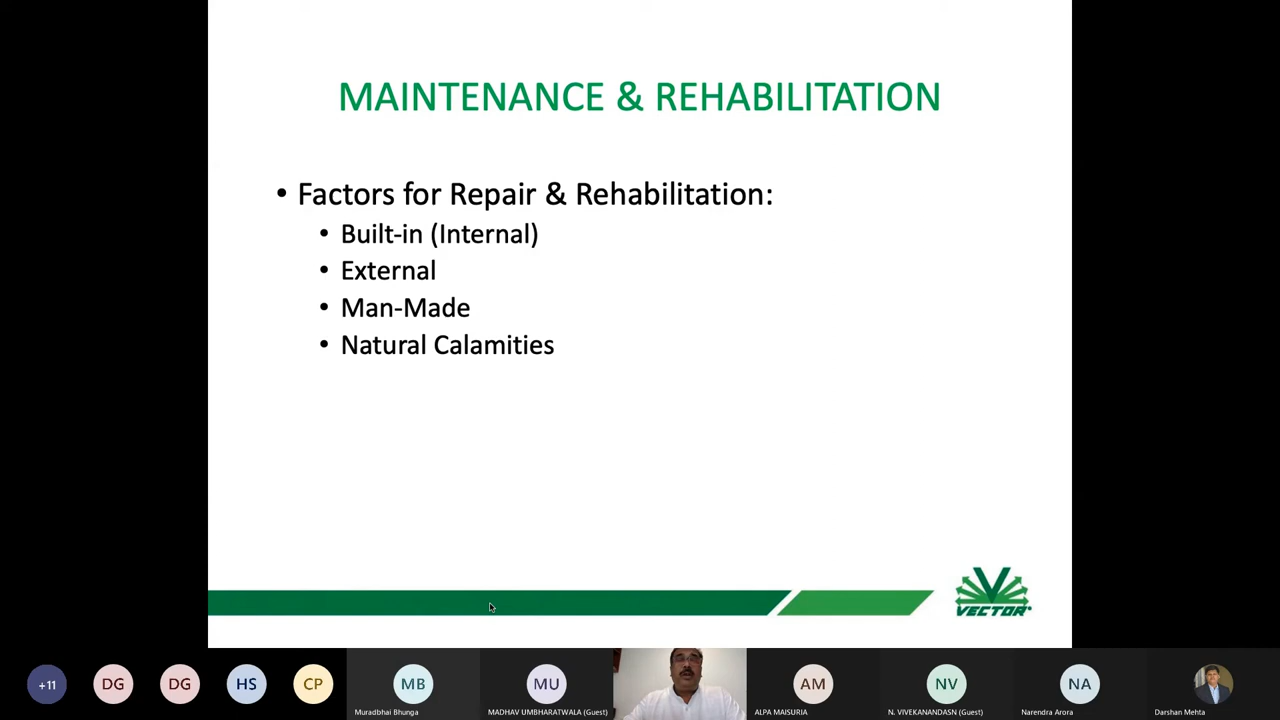 MAINTENANCE & REHABILITATION
• Factors for Repair & Rehabilitation:
• Built-in (Internal)
• External
• Man-Made
• Natural Calamities
V
VECTOR®
+11
DG
DG
HS
CP
MB
MU
AM
NV
NA
Muradbhai Bhunga
MADHAV UMBHARATWALA (Guest)
ALPA MAISURIA
N. VIVEKANANDASN (Guest)
Narendra Arora
Darshan Mehta